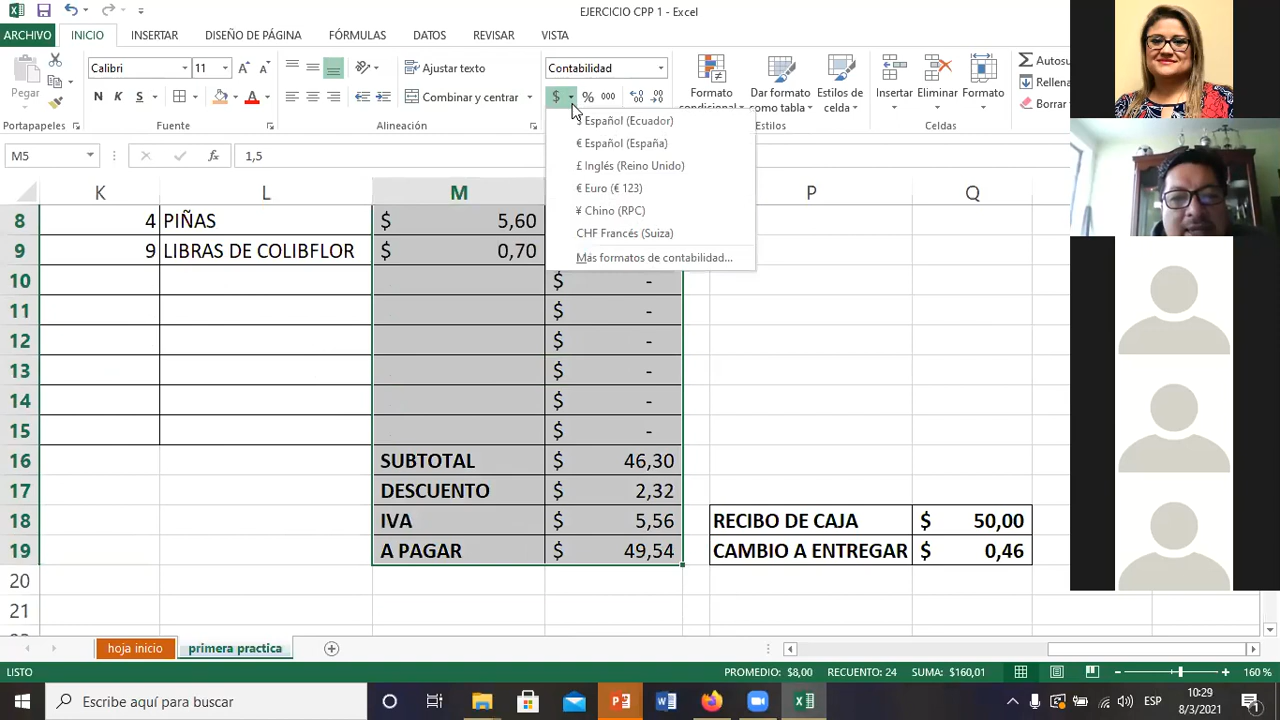 EJERCICIO CPP 1 - Excel
ARCHIVO INICIO INSERTAR DISEÑO DE PÁGINA FÓRMULAS DATOS REVISAR VISTA
Calibri 11 Ajustar texto Contabilidad Autosu
Pegar N K S Combinar y centrar $ % 000 Formato condicional Dar formato como tabla Estilos de celda Insertar Eliminar Formato Rellena
Borrar
Portapapeles Fuente Alineación Estilos Celdas
$ Español (Ecuador)
€ Español (España)
£ Inglés (Reino Unido)
€ Euro (€ 123)
¥ Chino (RPC)
CHF Francés (Suiza)
Más formatos de contabilidad...
M5 fx 1,5
K L M P Q
8 4 PIÑAS $ 5,60
9 9 LIBRAS DE COLIBFLOR $ 0,70
10 $ -
11 $ -
12 $ -
13 $ -
14 $ -
15 $ -
16 SUBTOTAL $ 46,30
17 DESCUENTO $ 2,32
18 IVA $ 5,56 RECIBO DE CAJA $ 50,00
19 A PAGAR $ 49,54 CAMBIO A ENTREGAR $ 0,46
20
21
hoja inicio primera practica
LISTO PROMEDIO: $8,00 RECUENTO: 24 SUMA: $160,01 160 %
Escribe aquí para buscar ESP 10:29
8/3/2021